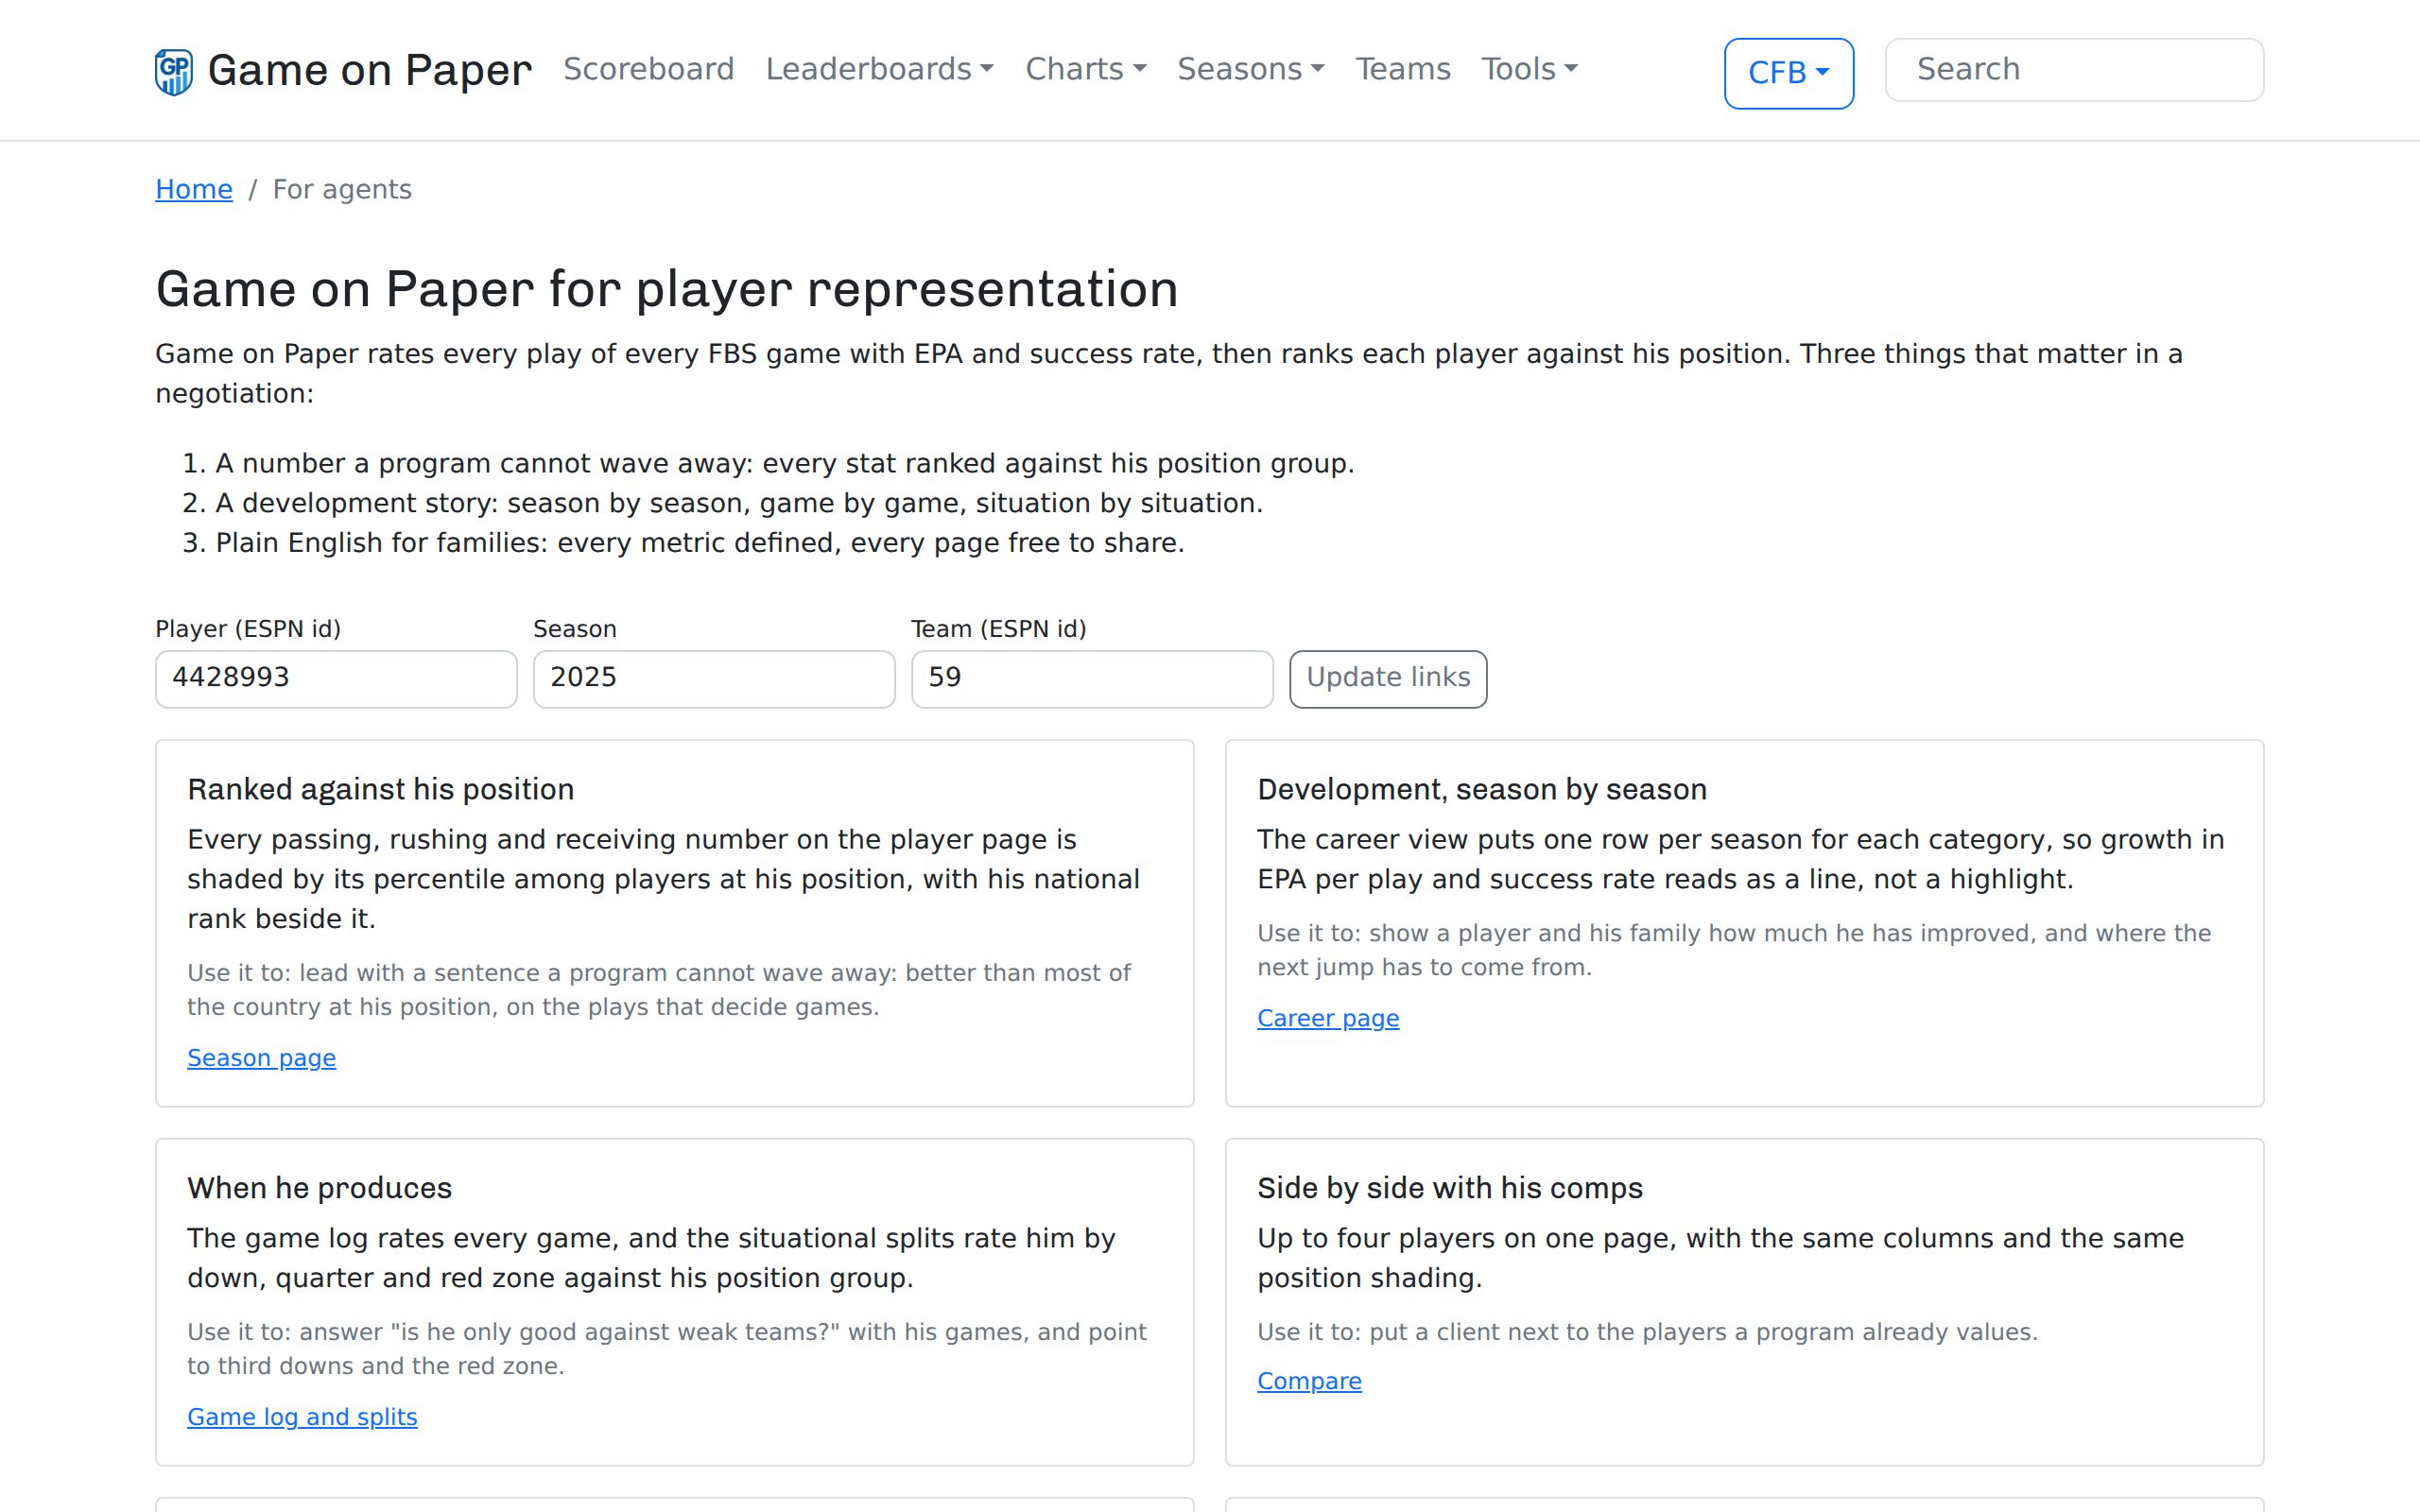 GP Game on Paper Scoreboard Leaderboards Charts Seasons Teams Tools CFB Search
Home / For agents
Game on Paper for player representation
Game on Paper rates every play of every FBS game with EPA and success rate, then ranks each player against his position. Three things that matter in a
negotiation:
1. A number a program cannot wave away: every stat ranked against his position group.
2. A development story: season by season, game by game, situation by situation.
3. Plain English for families: every metric defined, every page free to share.
Player (ESPN id) Season Team (ESPN id)
4428993 2025 59 Update links
Ranked against his position
Every passing, rushing and receiving number on the player page is
shaded by its percentile among players at his position, with his national
rank beside it.
Use it to: lead with a sentence a program cannot wave away: better than most of
the country at his position, on the plays that decide games.
Season page
Development, season by season
The career view puts one row per season for each category, so growth in
EPA per play and success rate reads as a line, not a highlight.
Use it to: show a player and his family how much he has improved, and where the
next jump has to come from.
Career page
When he produces
The game log rates every game, and the situational splits rate him by
down, quarter and red zone against his position group.
Use it to: answer "is he only good against weak teams?" with his games, and point
to third downs and the red zone.
Game log and splits
Side by side with his comps
Up to four players on one page, with the same columns and the same
position shading.
Use it to: put a client next to the players a program already values.
Compare